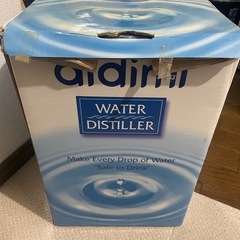 WATER
DISTILLER
Make Every Drop of Water
"Safe to Drink"